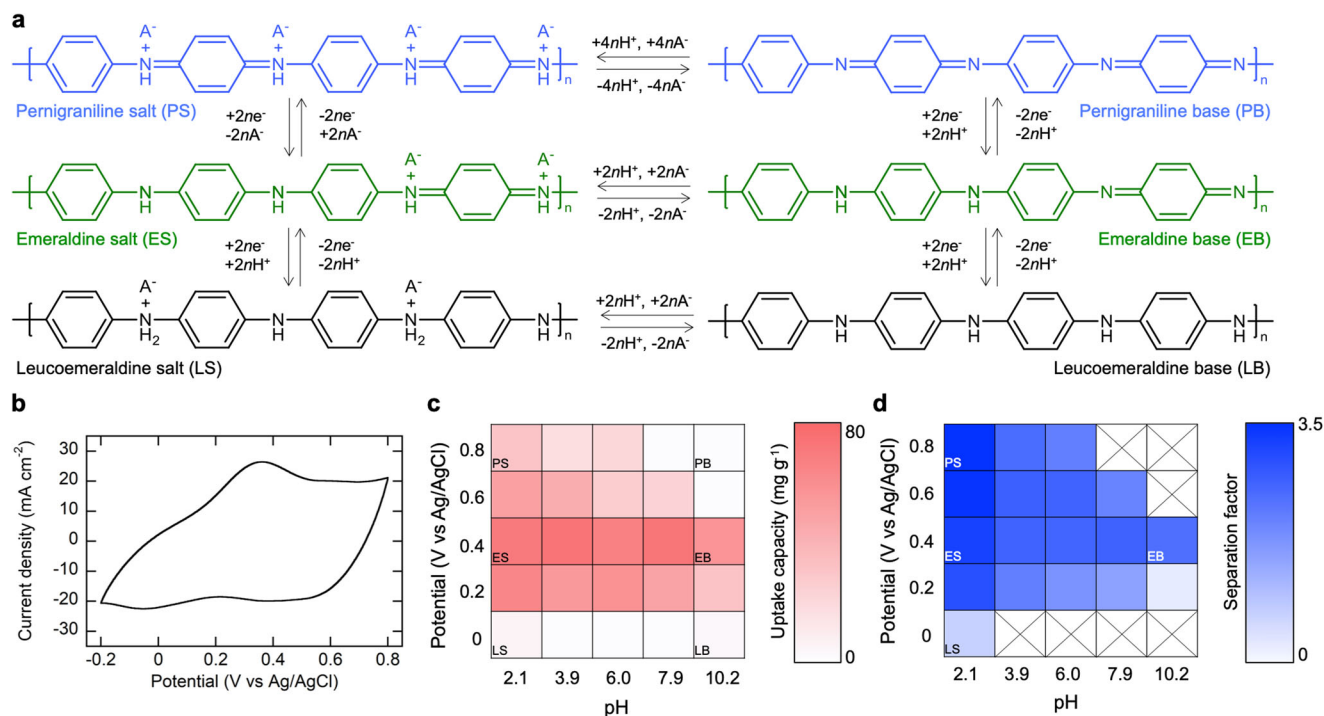 a
A⁻ A⁻ A⁻ A⁻
+ + + +
N N N N
H H H H
n
Pernigraniline salt (PS)
+4nH⁺, +4nA⁻
-4nH⁺, -4nA⁻
N N N N
n
Pernigraniline base (PB)
+2ne⁻ -2ne⁻
-2nA⁻ +2nA⁻
+2ne⁻ -2ne⁻
+2nH⁺ -2nH⁺
A⁻ A⁻
+ +
N N N N
H H H H
n
Emeraldine salt (ES)
+2nH⁺, +2nA⁻
-2nH⁺, -2nA⁻
N N N N
H H
n
Emeraldine base (EB)
+2ne⁻ -2ne⁻
+2nH⁺ -2nH⁺
+2ne⁻ -2ne⁻
+2nH⁺ -2nH⁺
A⁻ A⁻
+ +
N N N N
H₂ H H₂ H
n
Leucoemeraldine salt (LS)
+2nH⁺, +2nA⁻
-2nH⁺, -2nA⁻
N N N N
H H H H
n
Leucoemeraldine base (LB)
b
Current density (mA cm⁻²)
30
20
10
0
-10
-20
-30
-0.2 0 0.2 0.4 0.6 0.8
Potential (V vs Ag/AgCl)
c
Potential (V vs Ag/AgCl)
0.8
0.6
0.4
0.2
0
PS PB
ES EB
LS LB
2.1 3.9 6.0 7.9 10.2
pH
Uptake capacity (mg g⁻¹)
80
0
d
Potential (V vs Ag/AgCl)
0.8
0.6
0.4
0.2
0
PS
ES EB
LS
2.1 3.9 6.0 7.9 10.2
pH
Separation factor
3.5
0